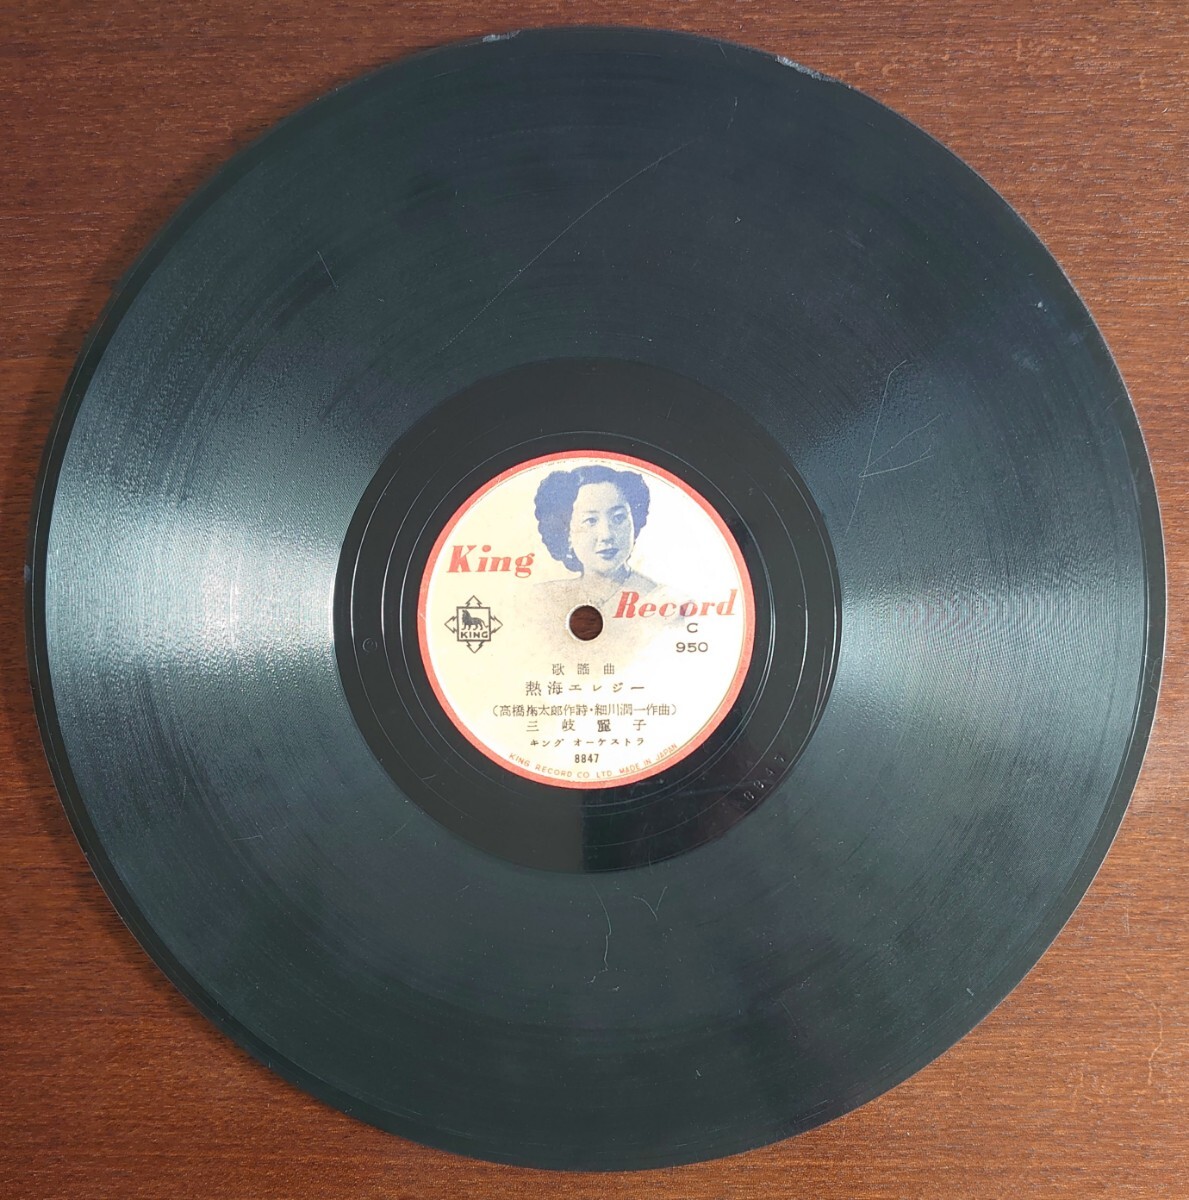 King
Record
KING
C
950
歌謡曲
熱海エレジー
(高橋掬太郎作詩・細川潤一作曲)
三岐麗子
キング オーケストラ
8847
KING RECORD CO LTD. MADE IN JAPAN
8847